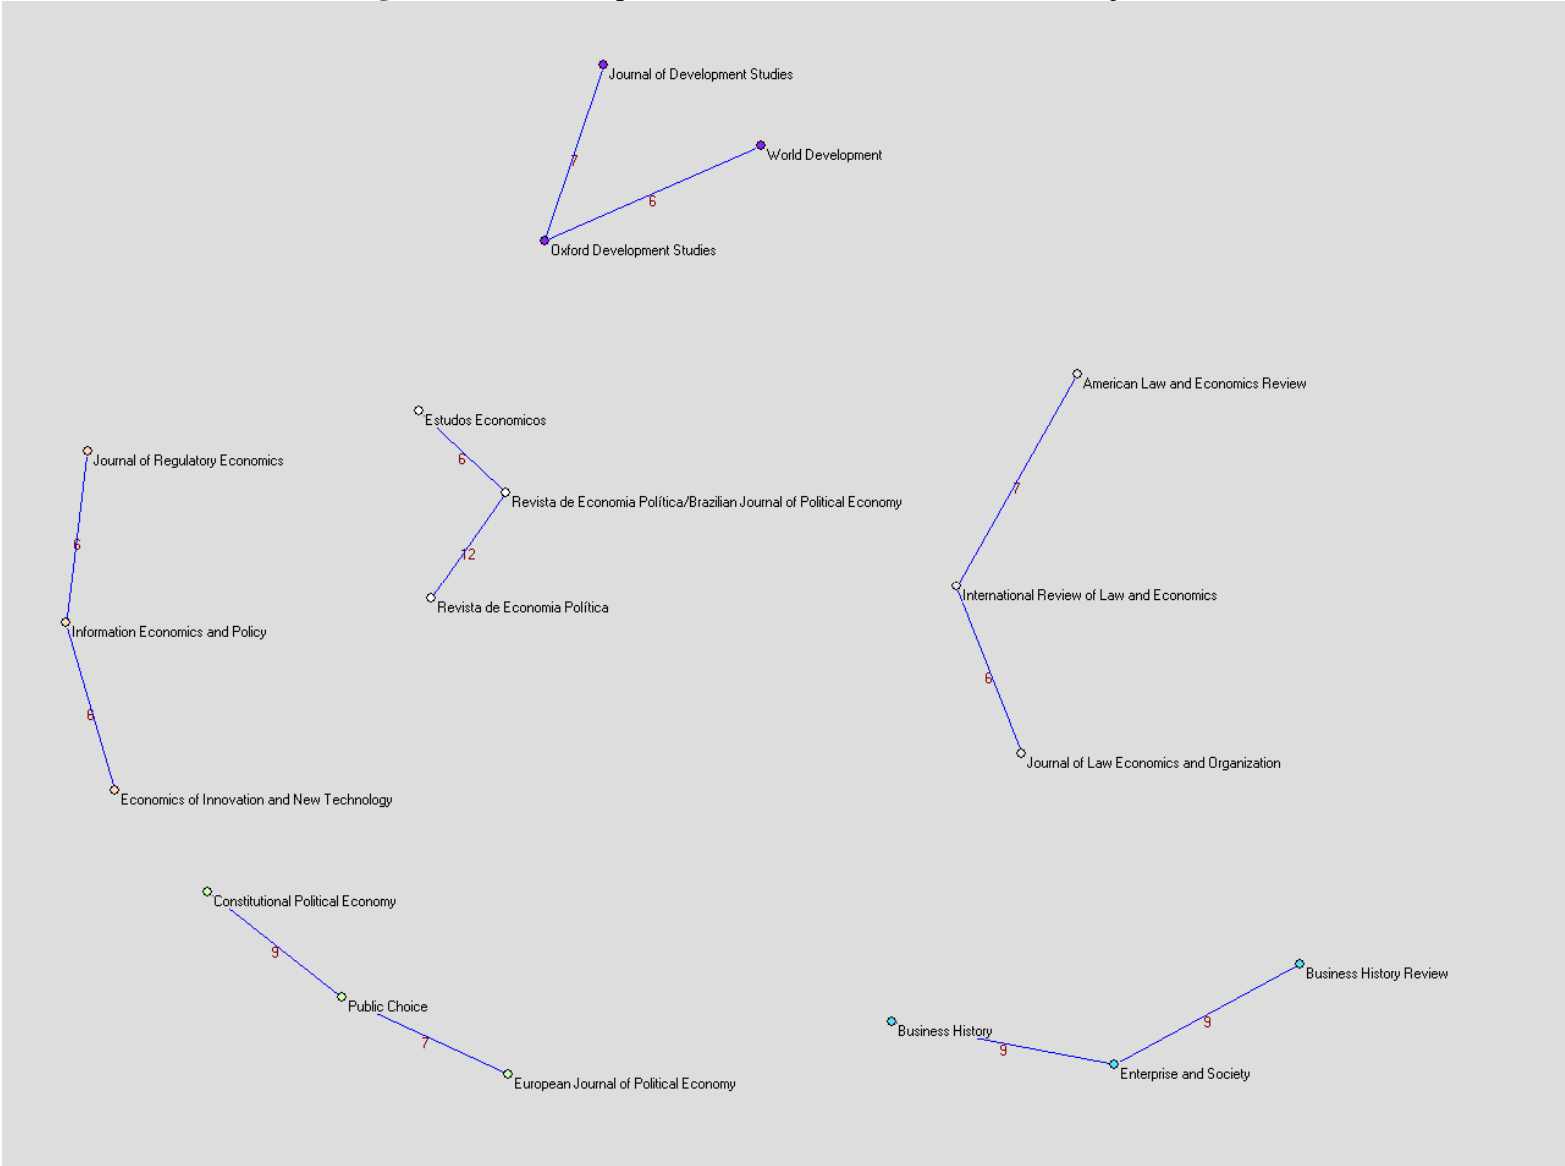 Journal of Development Studies
7
World Development
6
Oxford Development Studies
American Law and Economics Review
Estudos Economicos
Journal of Regulatory Economics
6
7
Revista de Economia Política/Brazilian Journal of Political Economy
6
12
International Review of Law and Economics
Revista de Economia Política
Information Economics and Policy
6
6
Journal of Law Economics and Organization
Economics of Innovation and New Technology
Constitutional Political Economy
9
Business History Review
Public Choice
9
Business History
7
9
Enterprise and Society
European Journal of Political Economy